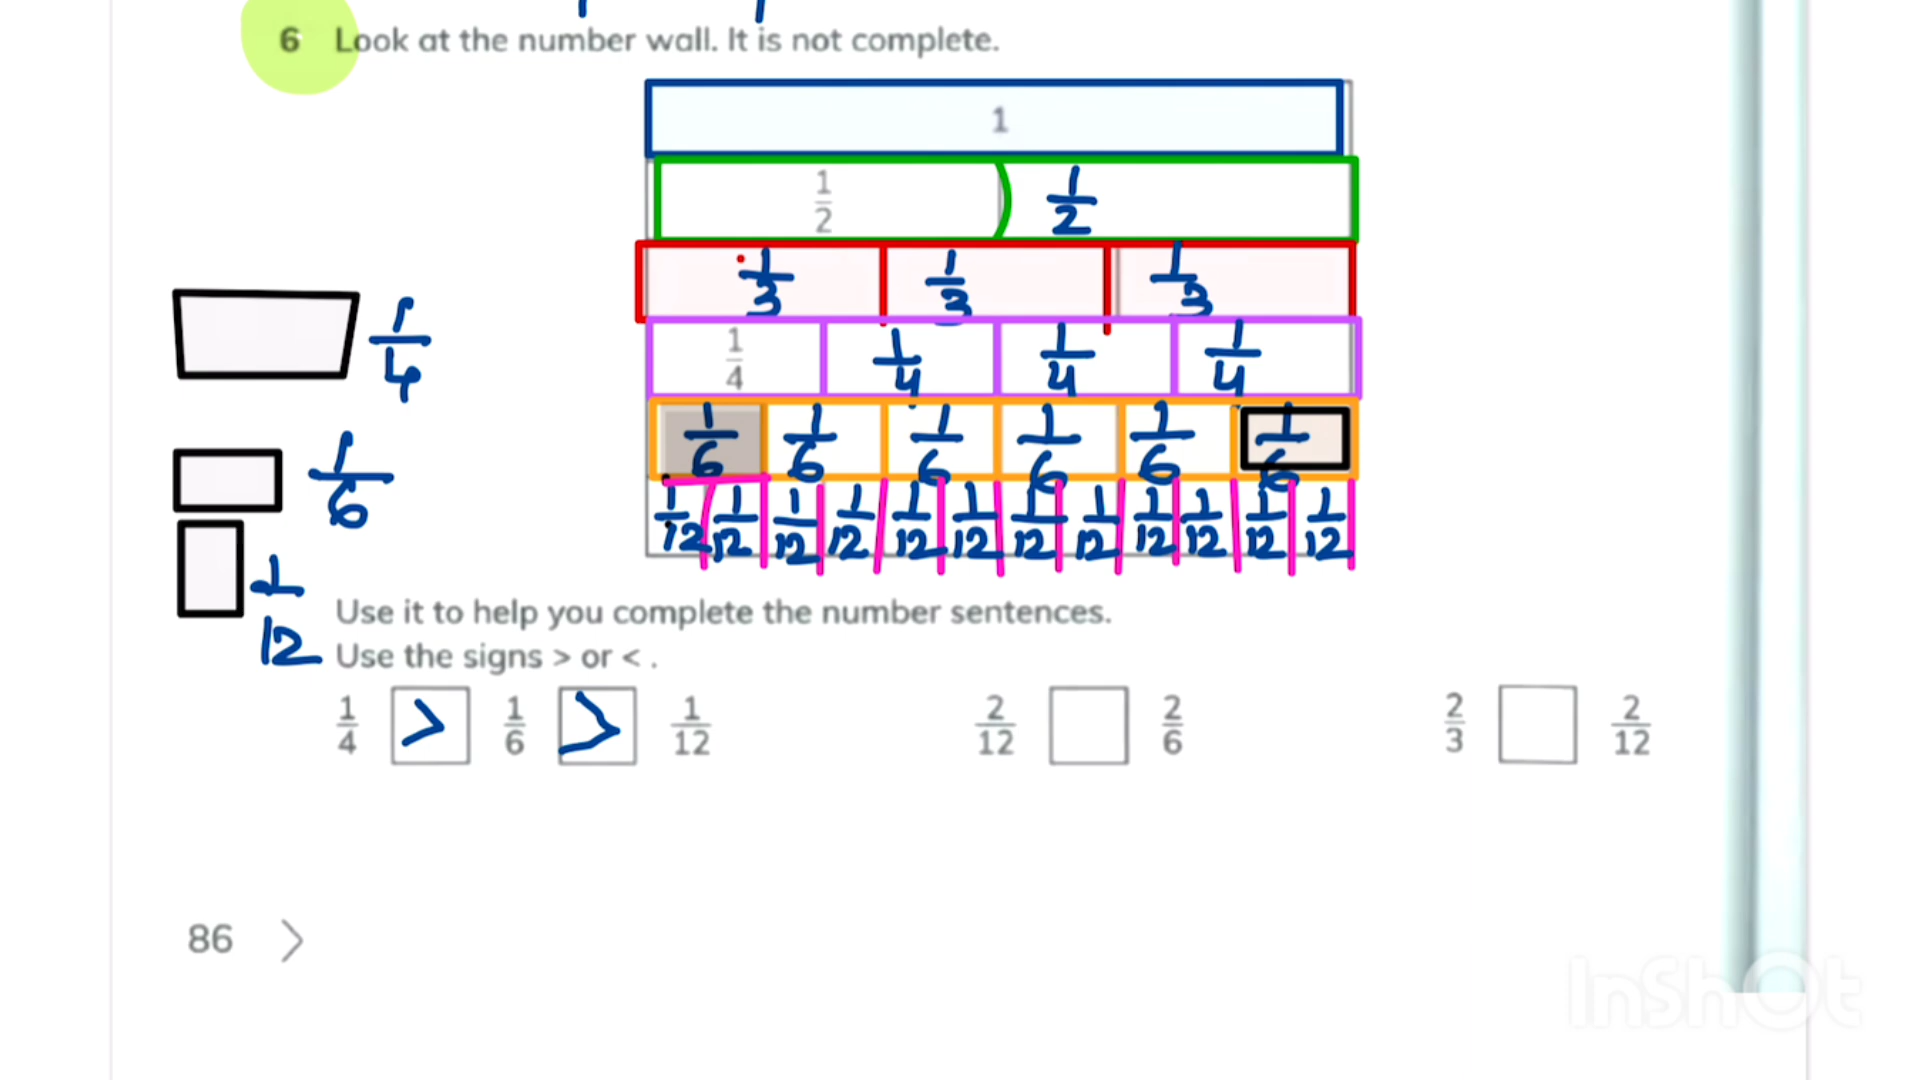 6 Look at the number wall. It is not complete.
1
1/2 1/2
1/3 1/3 1/3
1/4 1/4 1/4 1/4
1/6 1/6 1/6 1/6 1/6 1/6
1/12 1/12 1/12 1/12 1/12 1/12 1/12 1/12 1/12 1/12 1/12 1/12
1/4
1/6
1/12
Use it to help you complete the number sentences.
Use the signs > or < .
1/4 > 1/6 > 1/12 2/12 2/6 2/3 2/12
86 >
InShOt